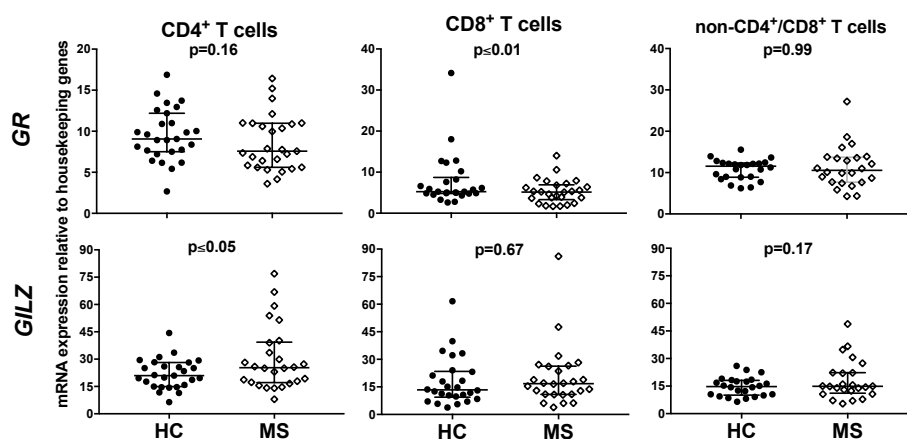 CD4⁺ T cells
CD8⁺ T cells
non-CD4⁺/CD8⁺ T cells
p=0.16
p≤0.01
p=0.99
GR
mRNA expression relative to housekeeping genes
20
15
10
5
0
40
30
20
10
0
40
30
20
10
0
p≤0.05
p=0.67
p=0.17
GILZ
90
75
60
45
30
15
0
90
75
60
45
30
15
0
90
75
60
45
30
15
0
HC MS
HC MS
HC MS